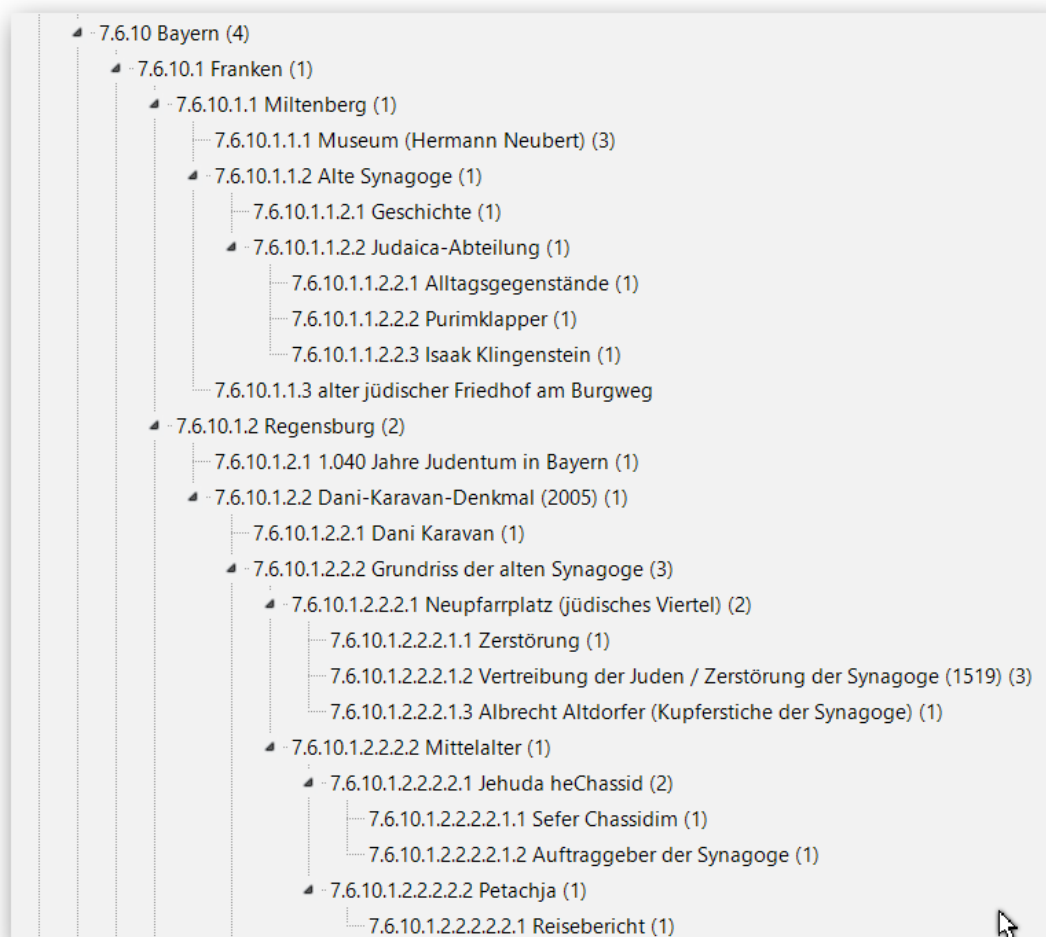 7.6.10 Bayern (4)
7.6.10.1 Franken (1)
7.6.10.1.1 Miltenberg (1)
7.6.10.1.1.1 Museum (Hermann Neubert) (3)
7.6.10.1.1.2 Alte Synagoge (1)
7.6.10.1.1.2.1 Geschichte (1)
7.6.10.1.1.2.2 Judaica-Abteilung (1)
7.6.10.1.1.2.2.1 Alltagsgegenstände (1)
7.6.10.1.1.2.2.2 Purimklapper (1)
7.6.10.1.1.2.2.3 Isaak Klingenstein (1)
7.6.10.1.1.3 alter jüdischer Friedhof am Burgweg
7.6.10.1.2 Regensburg (2)
7.6.10.1.2.1 1.040 Jahre Judentum in Bayern (1)
7.6.10.1.2.2 Dani-Karavan-Denkmal (2005) (1)
7.6.10.1.2.2.1 Dani Karavan (1)
7.6.10.1.2.2.2 Grundriss der alten Synagoge (3)
7.6.10.1.2.2.2.1 Neupfarrplatz (jüdisches Viertel) (2)
7.6.10.1.2.2.2.1.1 Zerstörung (1)
7.6.10.1.2.2.2.1.2 Vertreibung der Juden / Zerstörung der Synagoge (1519) (3)
7.6.10.1.2.2.2.1.3 Albrecht Altdorfer (Kupferstiche der Synagoge) (1)
7.6.10.1.2.2.2.2 Mittelalter (1)
7.6.10.1.2.2.2.2.1 Jehuda heChassid (2)
7.6.10.1.2.2.2.2.1.1 Sefer Chassidim (1)
7.6.10.1.2.2.2.2.1.2 Auftraggeber der Synagoge (1)
7.6.10.1.2.2.2.2.2 Petachja (1)
7.6.10.1.2.2.2.2.2.1 Reisebericht (1)